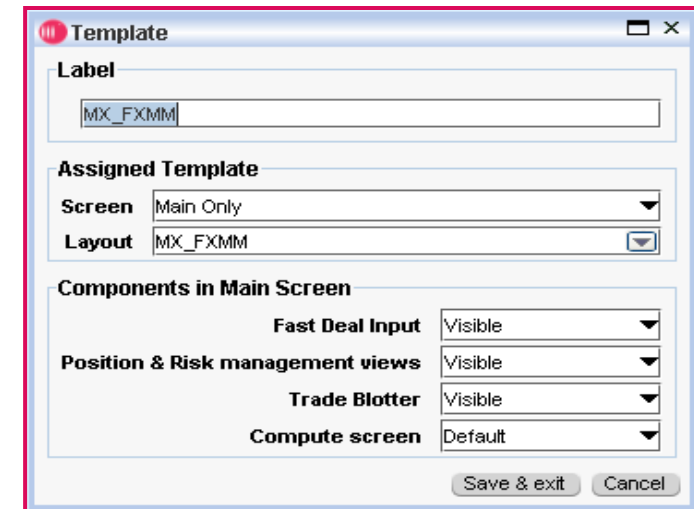 Template
Label
MX_FXMM
Assigned Template
Screen Main Only
Layout MX_FXMM
Components in Main Screen
Fast Deal Input Visible
Position & Risk management views Visible
Trade Blotter Visible
Compute screen Default
Save & exit Cancel